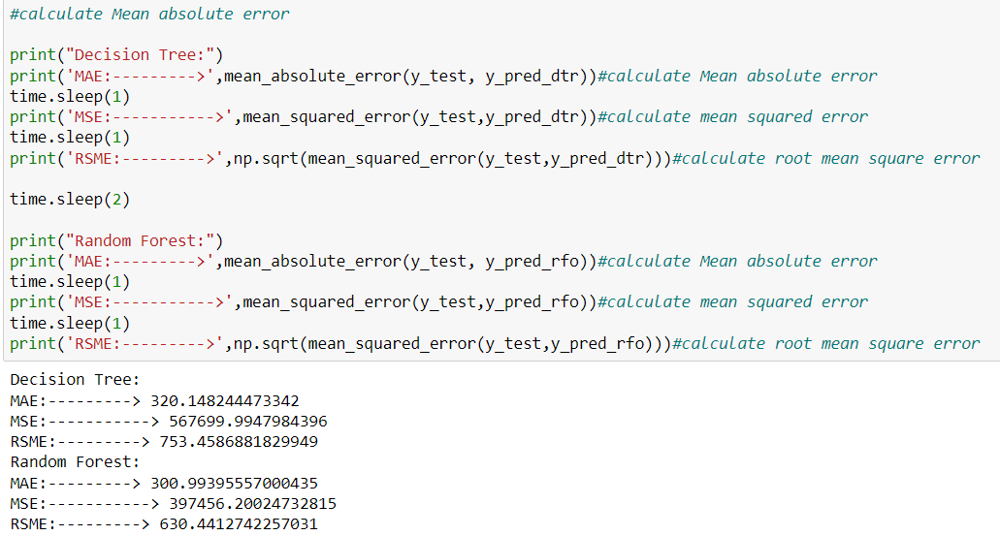 #calculate Mean absolute error
print("Decision Tree:")
print('MAE:--------->',mean_absolute_error(y_test, y_pred_dtr))#calculate Mean absolute error
time.sleep(1)
print('MSE:----------->',mean_squared_error(y_test,y_pred_dtr))#calculate mean squared error
time.sleep(1)
print('RSME:--------->',np.sqrt(mean_squared_error(y_test,y_pred_dtr)))#calculate root mean square error
time.sleep(2)
print("Random Forest:")
print('MAE:--------->',mean_absolute_error(y_test, y_pred_rfo))#calculate Mean absolute error
time.sleep(1)
print('MSE:----------->',mean_squared_error(y_test,y_pred_rfo))#calculate mean squared error
time.sleep(1)
print('RSME:--------->',np.sqrt(mean_squared_error(y_test,y_pred_rfo)))#calculate root mean square error
Decision Tree:
MAE:---------> 320.148244473342
MSE:-----------> 567699.9947984396
RSME:---------> 753.4586881829949
Random Forest:
MAE:---------> 300.99395557000435
MSE:-----------> 397456.20024732815
RSME:---------> 630.4412742257031